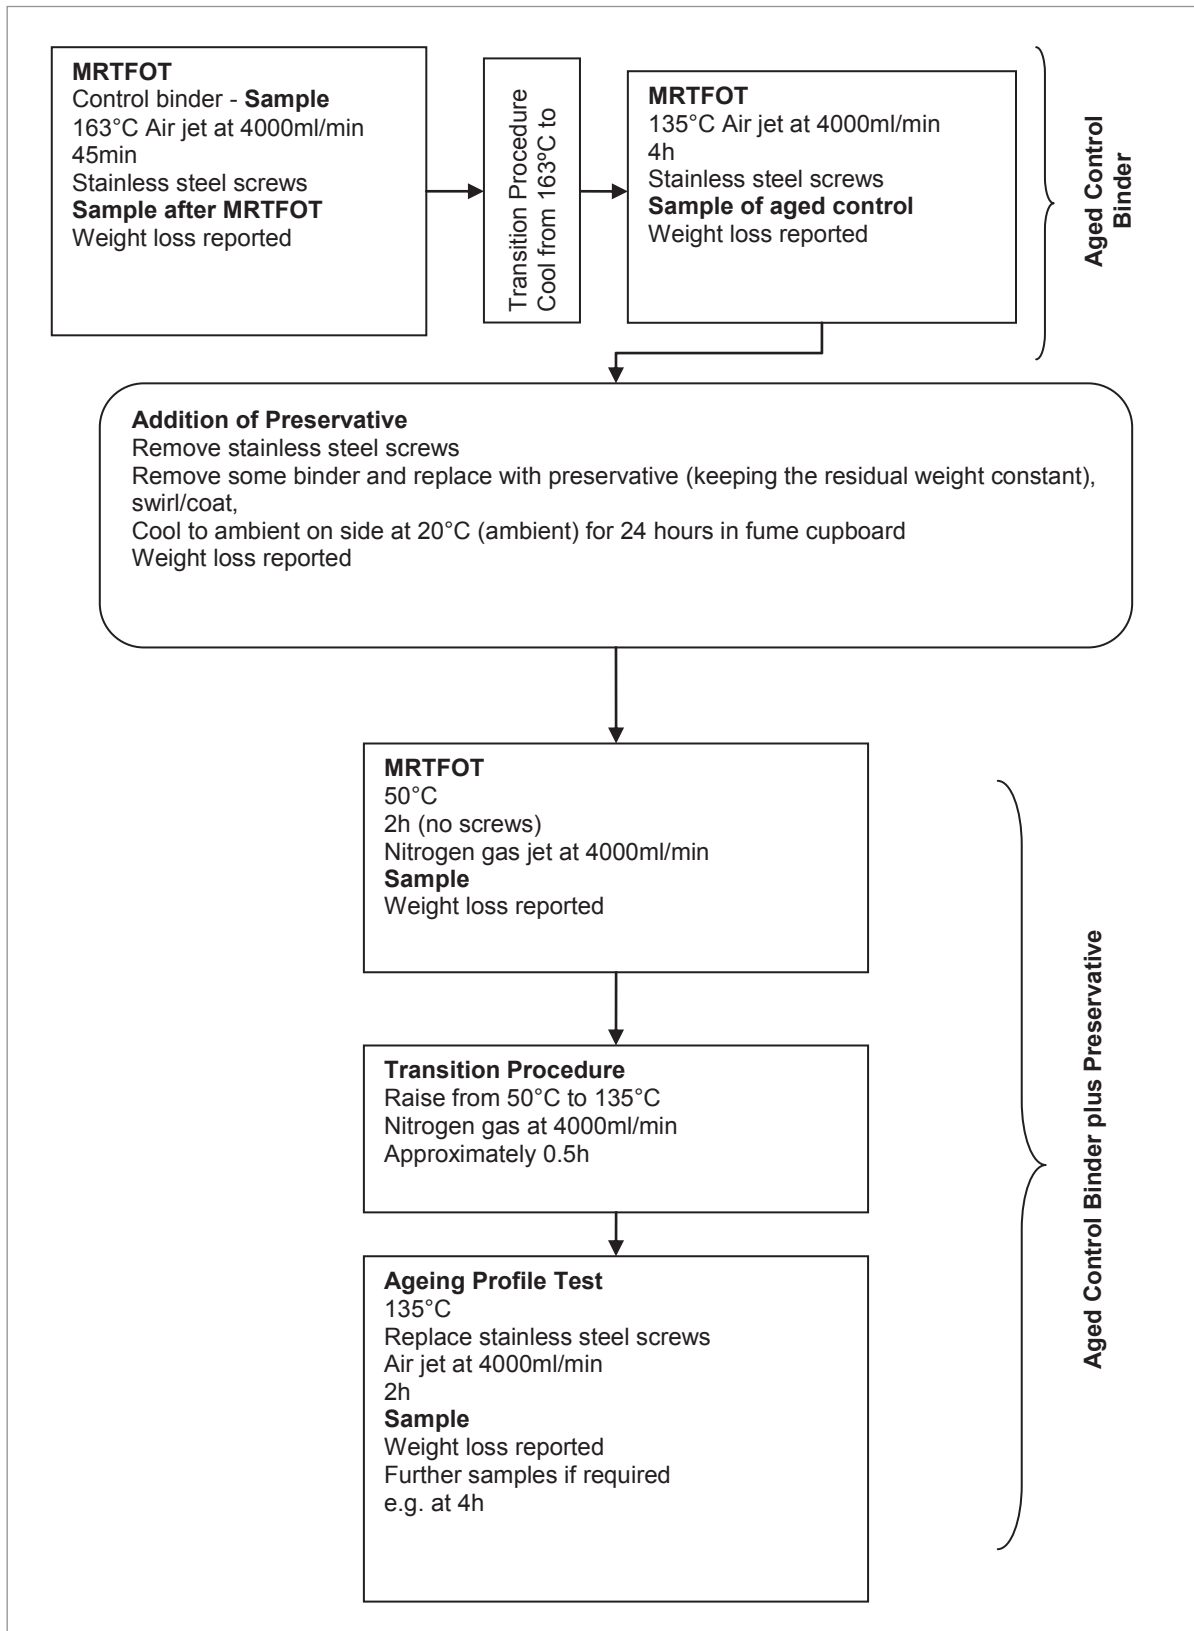 MRTFOT
Control binder - Sample
163°C Air jet at 4000ml/min
45min
Stainless steel screws
Sample after MRTFOT
Weight loss reported
Transition Procedure
Cool from 163ºC to
MRTFOT
135°C Air jet at 4000ml/min
4h
Stainless steel screws
Sample of aged control
Weight loss reported
Aged Control
Binder
Addition of Preservative
Remove stainless steel screws
Remove some binder and replace with preservative (keeping the residual weight constant),
swirl/coat,
Cool to ambient on side at 20°C (ambient) for 24 hours in fume cupboard
Weight loss reported
MRTFOT
50°C
2h (no screws)
Nitrogen gas jet at 4000ml/min
Sample
Weight loss reported
Transition Procedure
Raise from 50°C to 135°C
Nitrogen gas at 4000ml/min
Approximately 0.5h
Ageing Profile Test
135°C
Replace stainless steel screws
Air jet at 4000ml/min
2h
Sample
Weight loss reported
Further samples if required
e.g. at 4h
Aged Control Binder plus Preservative